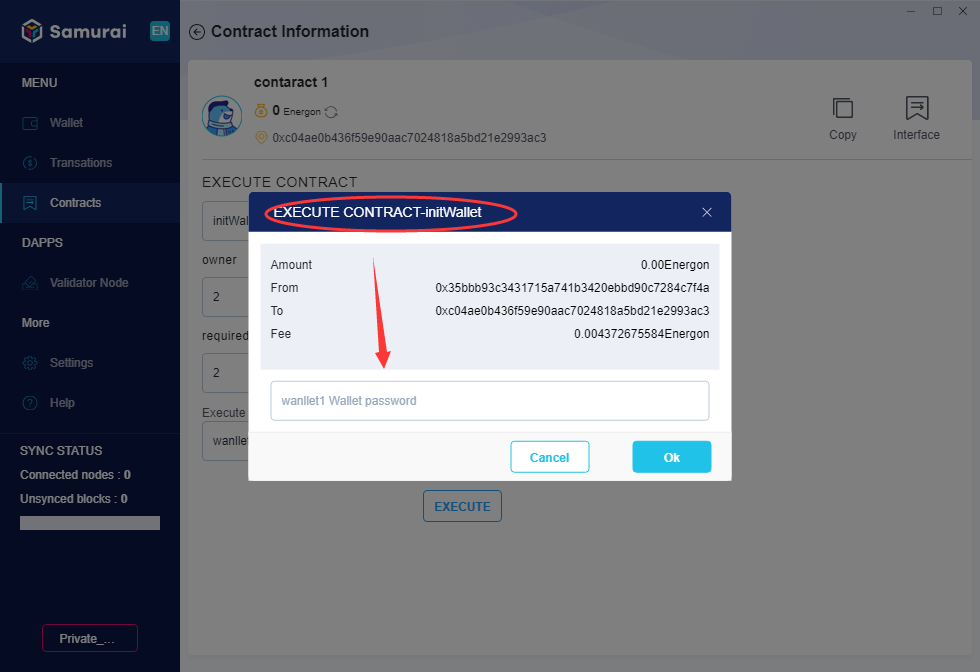 Samurai
EN
MENU
Wallet
Transations
Contracts
DAPPS
Validator Node
More
Settings
Help
SYNC STATUS
Connected nodes : 0
Unsynced blocks : 0
Private_...
Contract Information
contaract 1
0 Energon
0xc04ae0b436f59e90aac7024818a5bd21e2993ac3
Copy
Interface
EXECUTE CONTRACT
initWal
owner
2
required
2
Execute
wanlle
EXECUTE CONTRACT-initWallet
Amount 0.00Energon
From 0x35bbb93c3431715a741b3420ebbd90c7284c7f4a
To 0xc04ae0b436f59e90aac7024818a5bd21e2993ac3
Fee 0.004372675584Energon
wanllet1 Wallet password
Cancel
Ok
EXECUTE